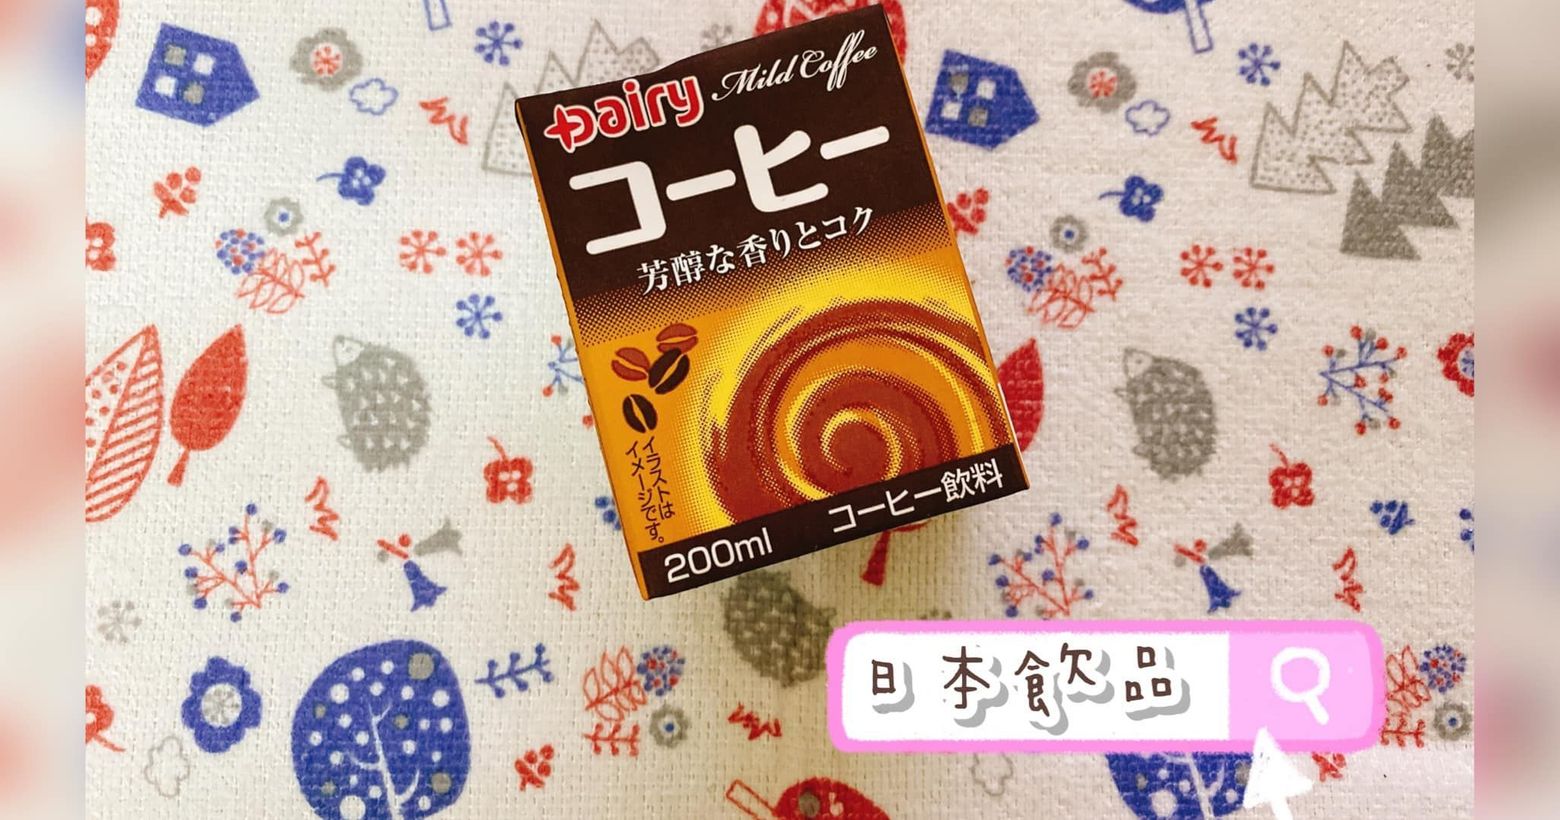 Dairy Mild Coffee
コーヒー
芳醇な香りとコク
イラストは
イメージです。
200ml コーヒー飲料
日本飲品